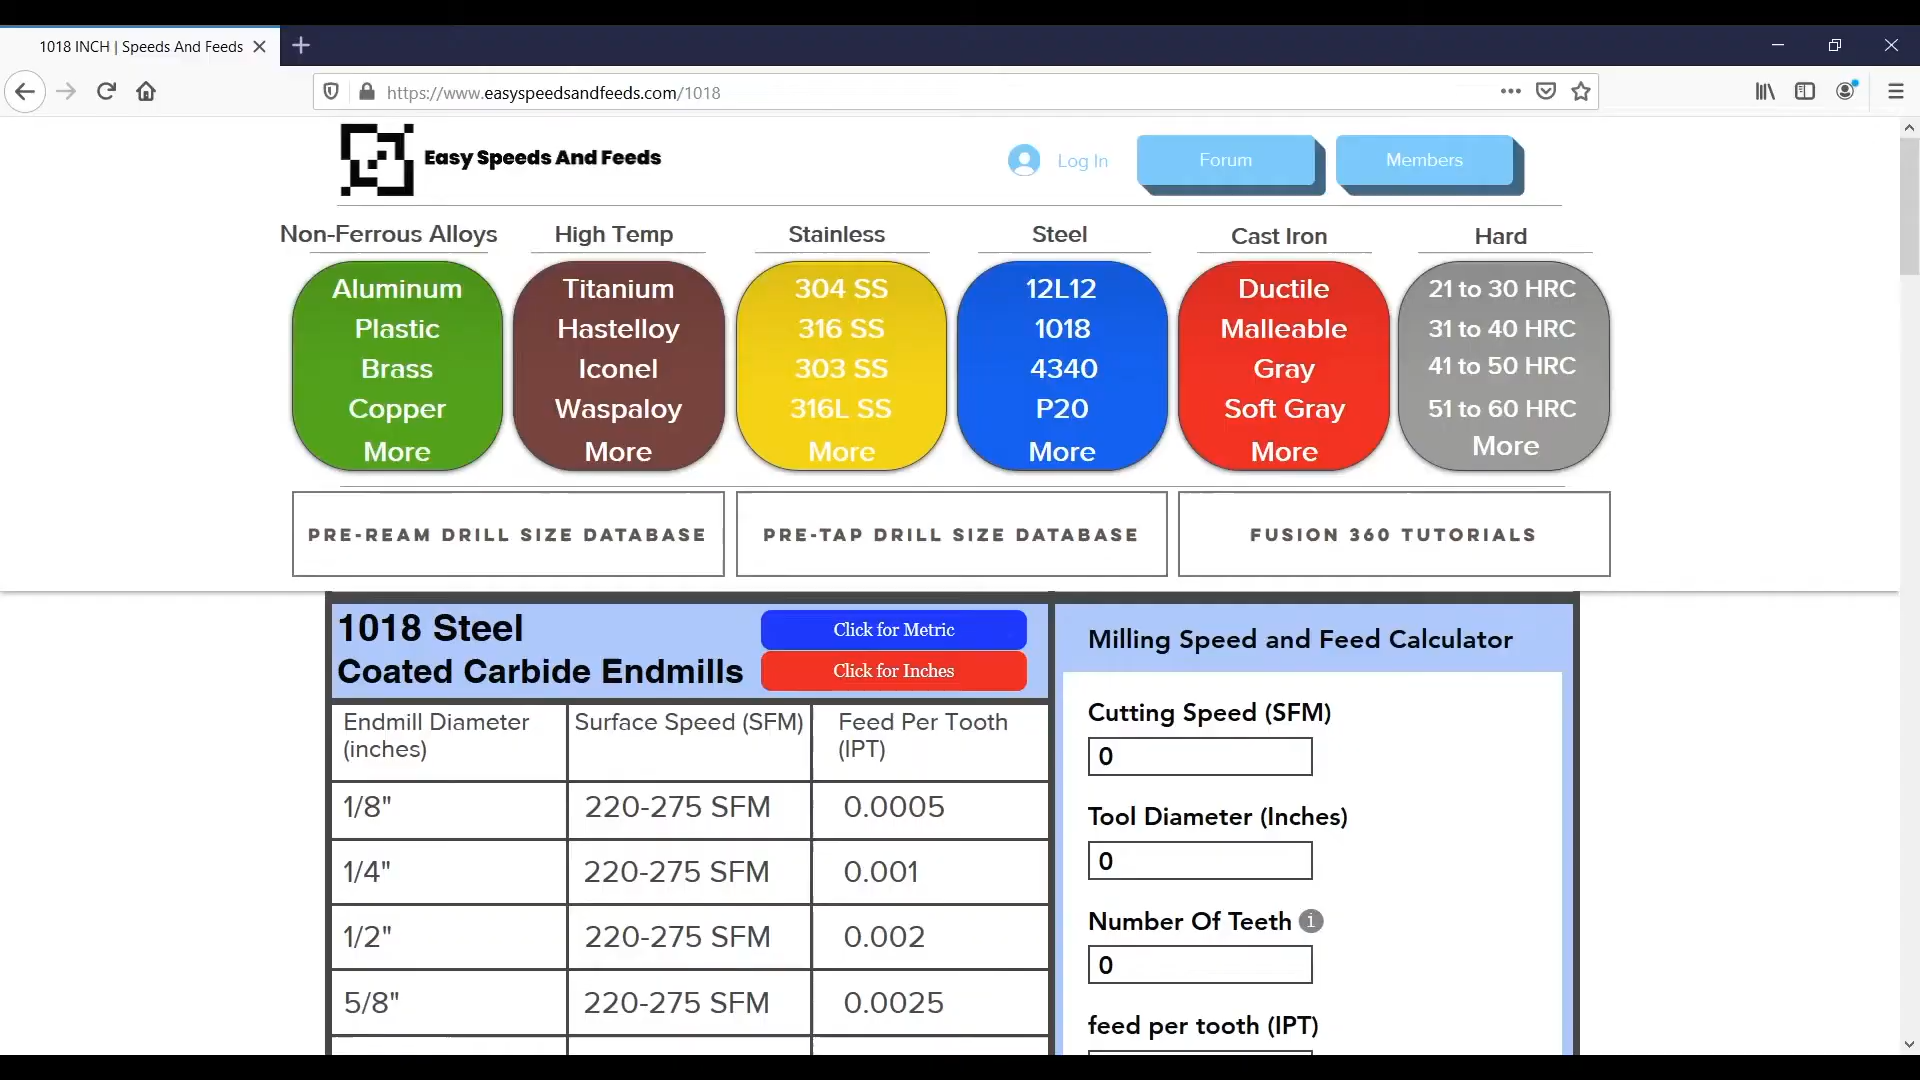 1018 INCH | Speeds And Feeds
https://www.easyspeedsandfeeds.com/1018
Easy Speeds And Feeds
Log In
Forum
Members
Non-Ferrous Alloys
High Temp
Stainless
Steel
Cast Iron
Hard
Aluminum
Plastic
Brass
Copper
More
Titanium
Hastelloy
Iconel
Waspaloy
More
304 SS
316 SS
303 SS
316L SS
More
12L12
1018
4340
P20
More
Ductile
Malleable
Gray
Soft Gray
More
21 to 30 HRC
31 to 40 HRC
41 to 50 HRC
51 to 60 HRC
More
PRE-REAM DRILL SIZE DATABASE
PRE-TAP DRILL SIZE DATABASE
FUSION 360 TUTORIALS
1018 Steel
Coated Carbide Endmills
Click for Metric
Click for Inches
Endmill Diameter
(inches)
Surface Speed (SFM)
Feed Per Tooth
(IPT)
1/8" 220-275 SFM 0.0005
1/4" 220-275 SFM 0.001
1/2" 220-275 SFM 0.002
5/8" 220-275 SFM 0.0025
Milling Speed and Feed Calculator
Cutting Speed (SFM)
0
Tool Diameter (Inches)
0
Number Of Teeth i
0
feed per tooth (IPT)